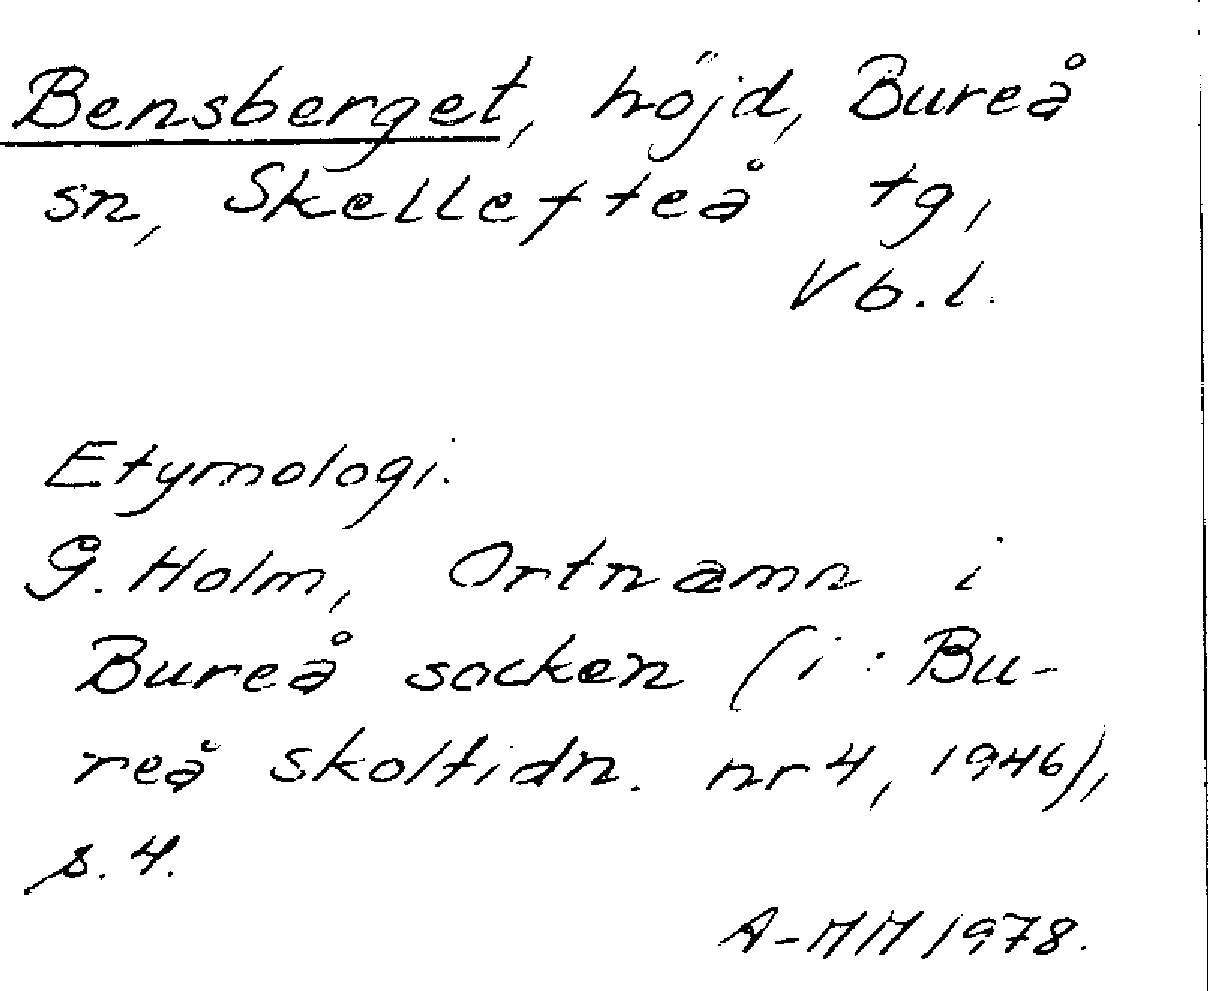 Bensberget, höjd, Bureå
sn, Skellefteå tg,
Vb.l.
Etymologi.
G. Holm, Ortnamn i
Bureå socken (i: Bu-
reå skoltidn. nr 4, 1946),
s. 4.
A-MM 1978.